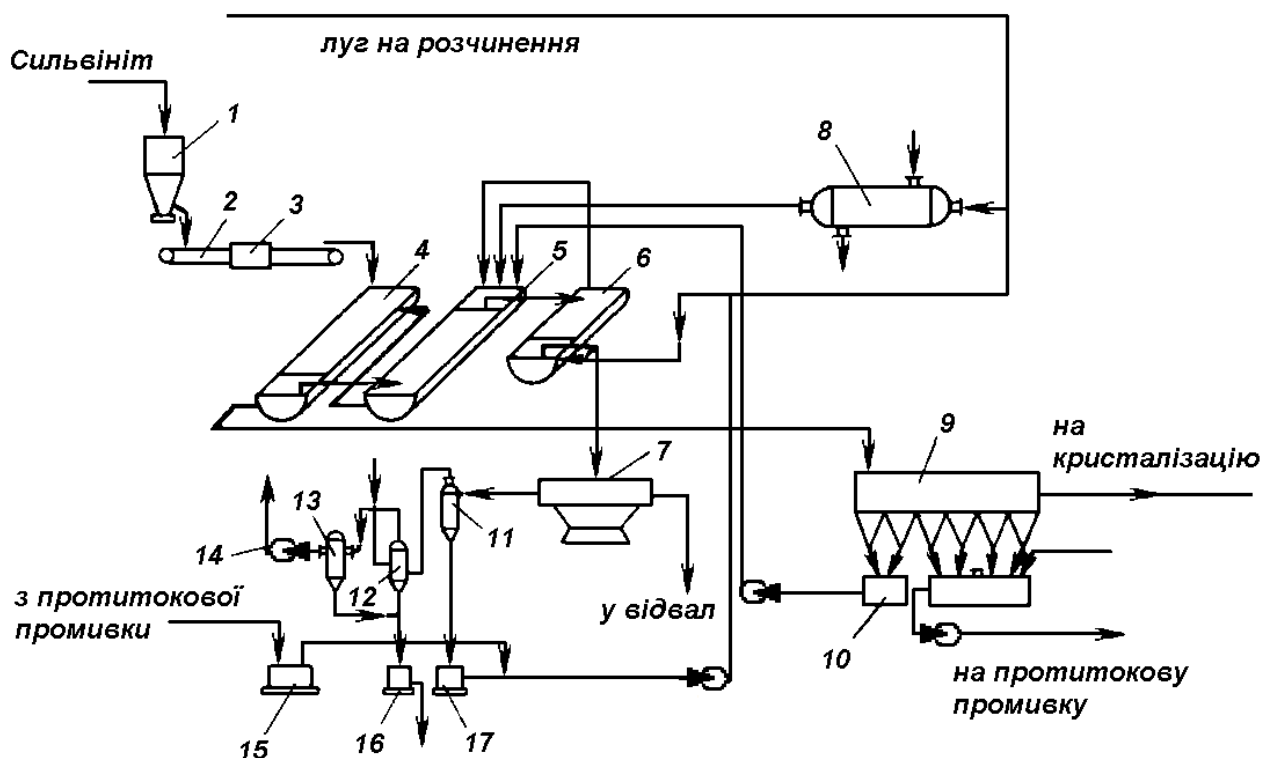 луг на розчинення
Сильвініт
1
8
2
3
4
5
6
7
9
на
кристалізацію
13
14
11
12
у відвал
з протитокової
промивки
10
на протитокову
промивку
15
16
17